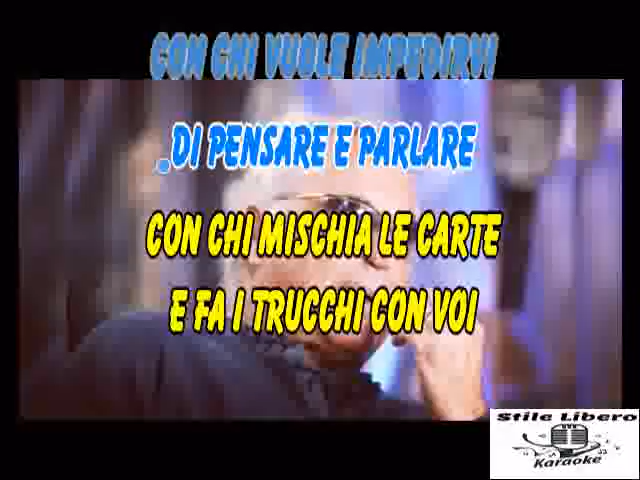 CON CHI VUOLE IMPEDIRVI
.DI PENSARE E PARLARE
CON CHI MISCHIA LE CARTE
E FA I TRUCCHI CON VOI
Stile Libero
Karaoke